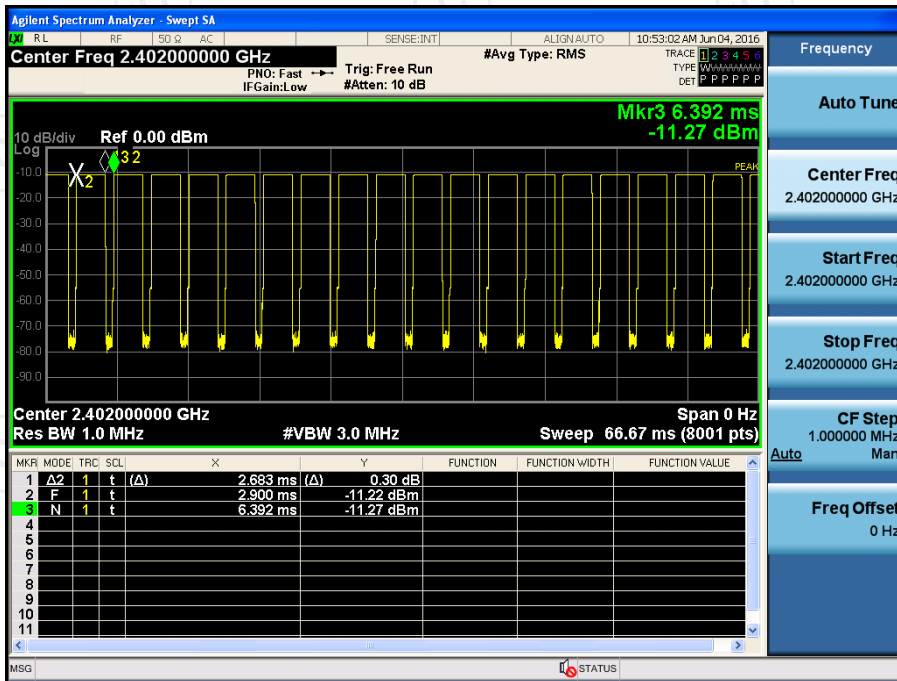 Agilent Spectrum Analyzer - Swept SA
LXI RL RF 50 Ω AC SENSE:INT ALIGN AUTO 10:53:02 AM Jun 04, 2016
Center Freq 2.402000000 GHz
PNO: Fast
IFGain:Low
Trig: Free Run
#Atten: 10 dB
#Avg Type: RMS
TRACE 1 2 3 4 5 6
TYPE WWWWWW
DET P P P P P P
Frequency
Mkr3 6.392 ms
-11.27 dBm
10 dB/div Ref 0.00 dBm
Log
3 2
X2
PEAK
-10.0
-20.0
-30.0
-40.0
-50.0
-60.0
-70.0
-80.0
-90.0
Center 2.402000000 GHz Span 0 Hz
Res BW 1.0 MHz #VBW 3.0 MHz Sweep 66.67 ms (8001 pts)
MKR MODE TRC SCL X Y FUNCTION FUNCTION WIDTH FUNCTION VALUE
1 Δ2 1 t (Δ) 2.683 ms (Δ) 0.30 dB
2 F 1 t 2.900 ms -11.22 dBm
3 N 1 t 6.392 ms -11.27 dBm
4
5
6
7
8
9
10
11
MSG STATUS
Auto Tune
Center Freq
2.402000000 GHz
Start Freq
2.402000000 GHz
Stop Freq
2.402000000 GHz
CF Step
1.000000 MHz
Auto Man
Freq Offset
0 Hz